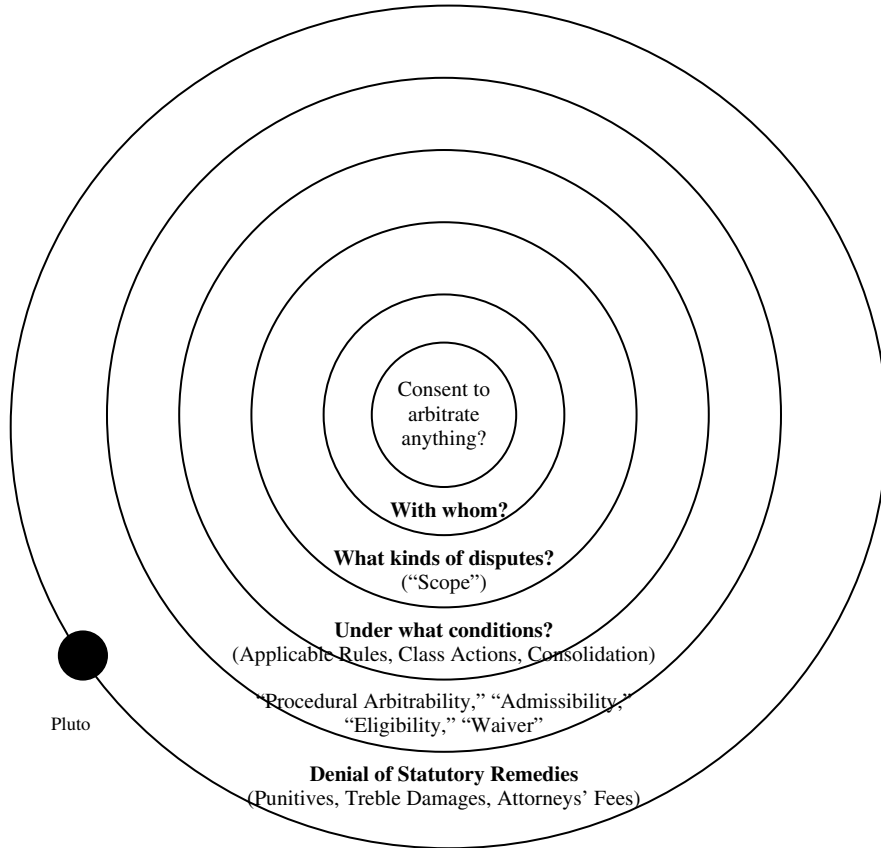 Consent to
arbitrate
anything?
With whom?
What kinds of disputes?
(“Scope”)
Under what conditions?
(Applicable Rules, Class Actions, Consolidation)
“Procedural Arbitrability,” “Admissibility,”
“Eligibility,” “Waiver”
Pluto
Denial of Statutory Remedies
(Punitives, Treble Damages, Attorneys’ Fees)